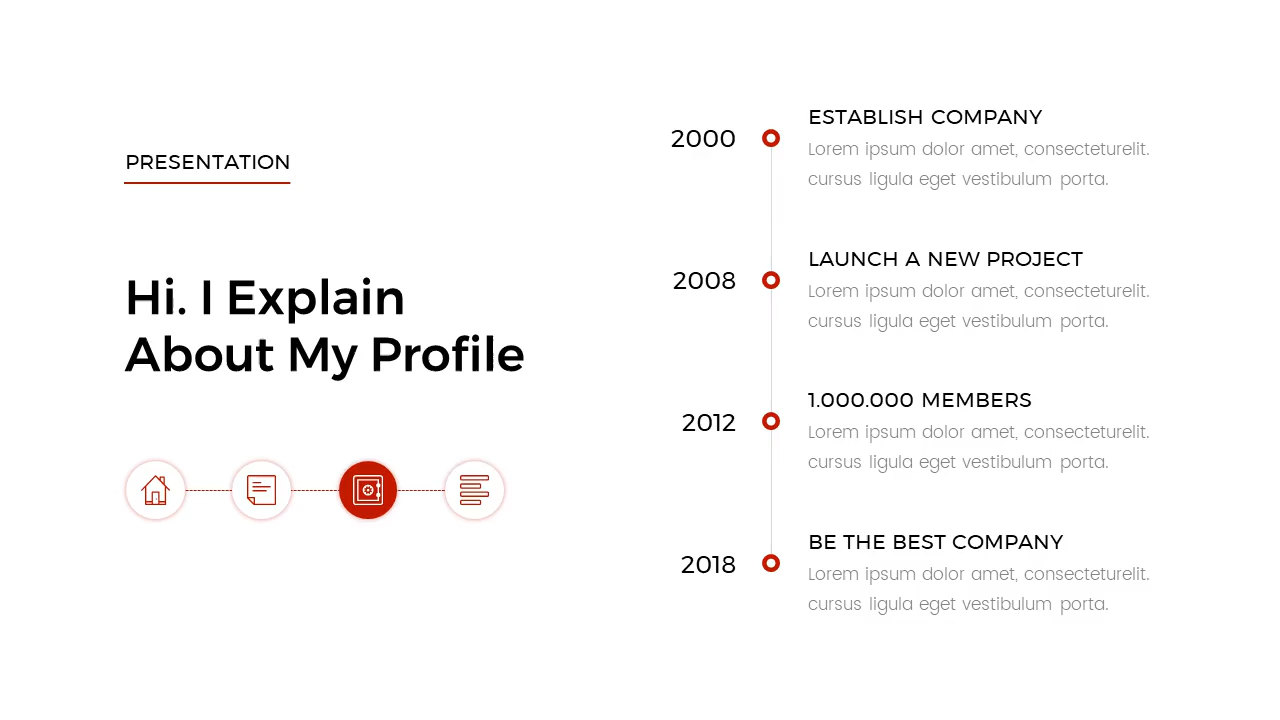 PRESENTATION
Hi. I Explain
About My Profile
2000
ESTABLISH COMPANY
Lorem ipsum dolor amet, consecteturelit.
cursus ligula eget vestibulum porta.
2008
LAUNCH A NEW PROJECT
Lorem ipsum dolor amet, consecteturelit.
cursus ligula eget vestibulum porta.
2012
1.000.000 MEMBERS
Lorem ipsum dolor amet, consecteturelit.
cursus ligula eget vestibulum porta.
2018
BE THE BEST COMPANY
Lorem ipsum dolor amet, consecteturelit.
cursus ligula eget vestibulum porta.